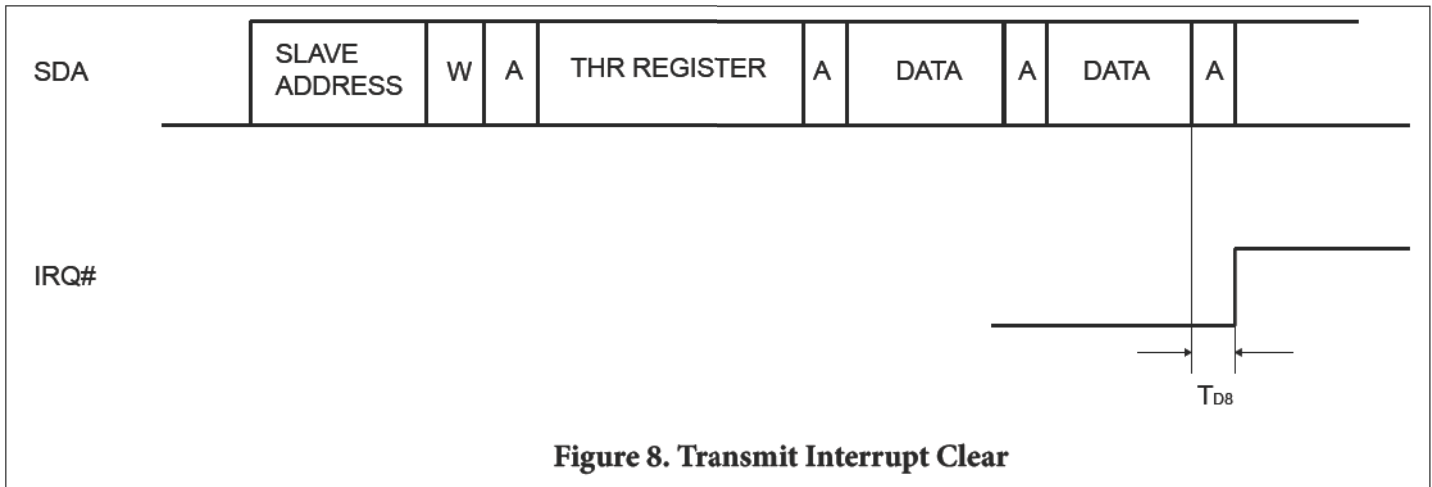 SDA
SLAVE
ADDRESS
W
A
THR REGISTER
A
DATA
A
DATA
A
IRQ#
TD8
Figure 8. Transmit Interrupt Clear